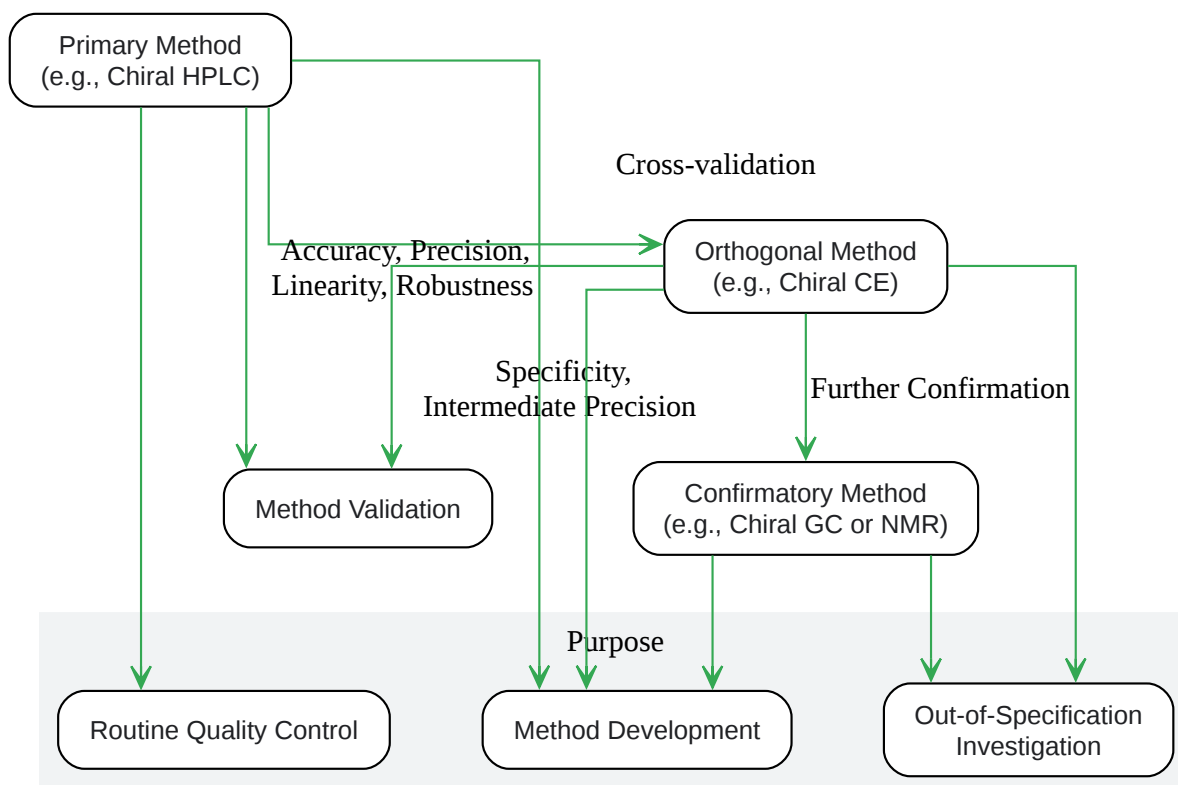 Primary Method
(e.g., Chiral HPLC)
Cross-validation
Accuracy, Precision,
Linearity, Robustness
Orthogonal Method
(e.g., Chiral CE)
Specificity,
Intermediate Precision
Further Confirmation
Method Validation
Confirmatory Method
(e.g., Chiral GC or NMR)
Purpose
Routine Quality Control
Method Development
Out-of-Specification
Investigation